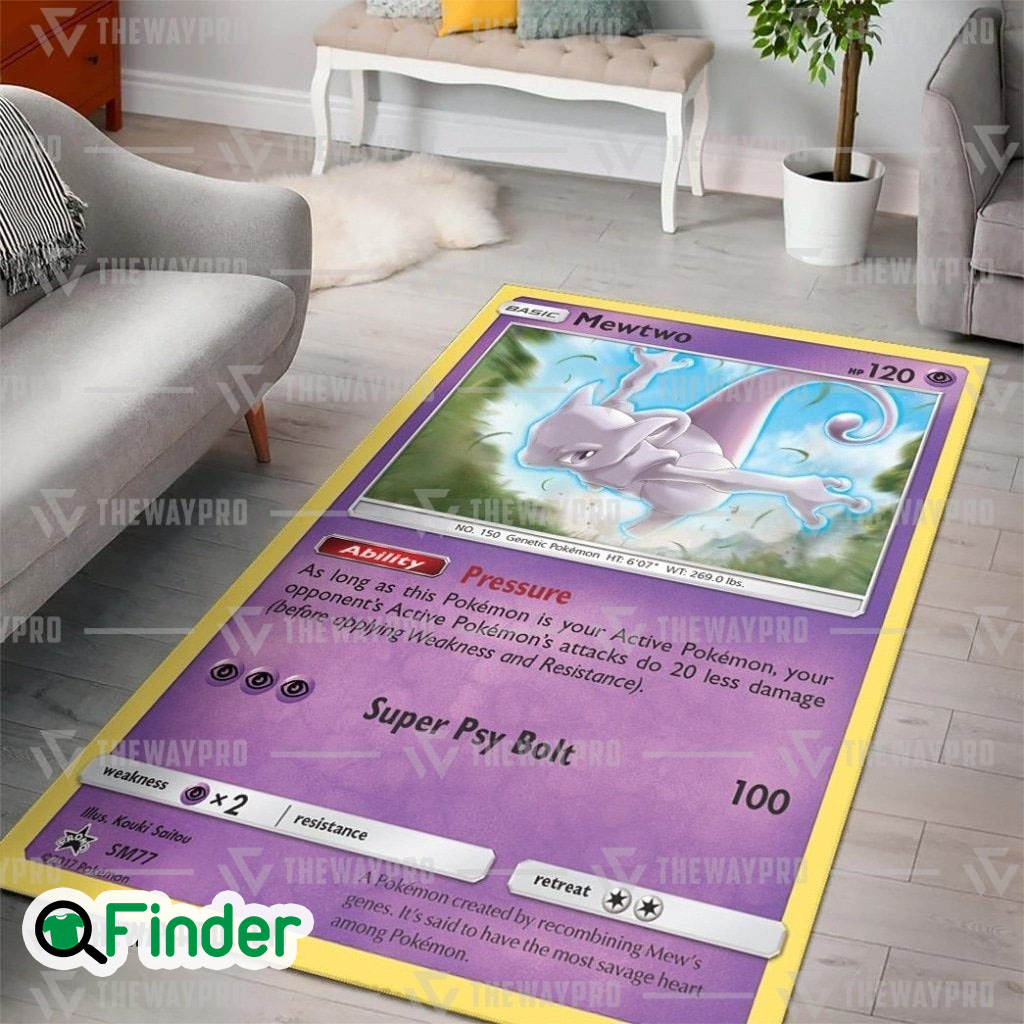 BASIC Mewtwo
HP 120
NO. 150 Genetic Pokémon HT: 6'07" WT: 269.0 lbs.
Ability Pressure
As long as this Pokémon is your Active Pokémon, your
opponent's Active Pokémon's attacks do 20 less damage
(before applying Weakness and Resistance).
Super Psy Bolt
100
weakness × 2 resistance
retreat
Illus. Kouki Saitou
PROMO SM77
©2017 Pokémon
A Pokémon created by recombining Mew's
genes. It's said to have the most savage heart
among Pokémon.
Finder
THEWAYPRO